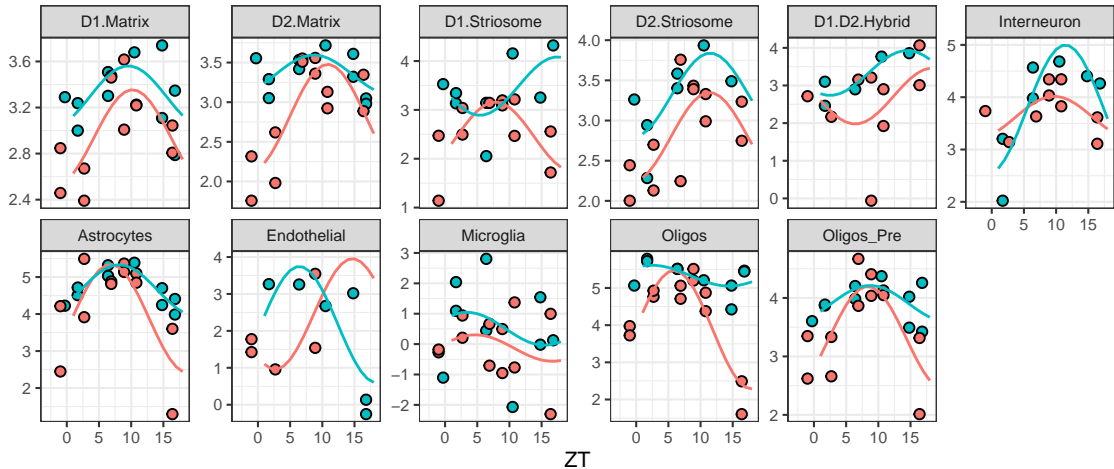 D1.Matrix D2.Matrix D1.Striosome D2.Striosome D1.D2.Hybrid Interneuron
3.6 3.2 2.8 2.4
3.5 3.0 2.5 2.0
4 3 2 1
4.0 3.5 3.0 2.5 2.0
4 3 2 1 0
5 4 3 2
Astrocytes Endothelial Microglia Oligos Oligos_Pre
5 4 3 2
4 3 2 1 0
3 2 1 0 −1 −2
5 4 3 2
4 3 2
0 5 10 15
0 5 10 15
0 5 10 15
0 5 10 15
0 5 10 15
0 5 10 15
ZT